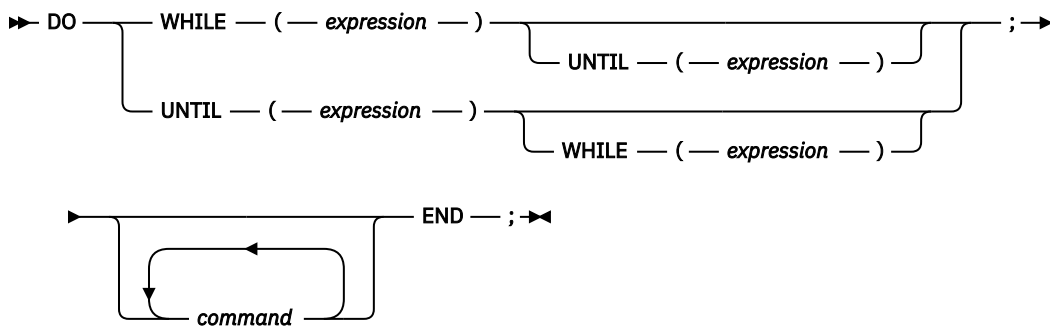 DO WHILE ( expression ) ;
UNTIL ( expression )
UNTIL ( expression )
WHILE ( expression )
END ;
command